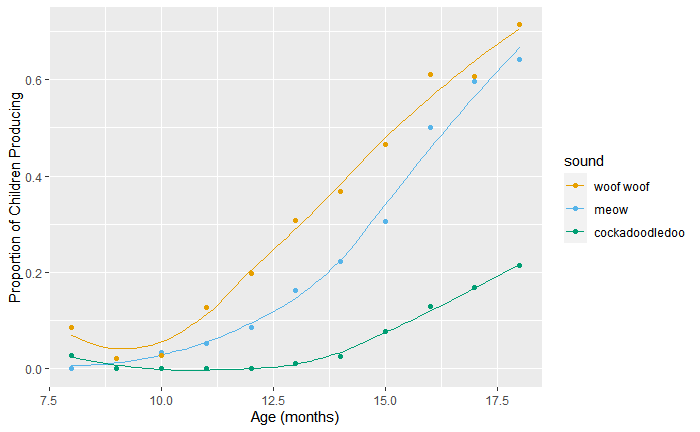 Proportion of Children Producing
0.6
0.4
0.2
0.0
7.5 10.0 12.5 15.0 17.5
Age (months)
sound
woof woof
meow
cockadoodledoo